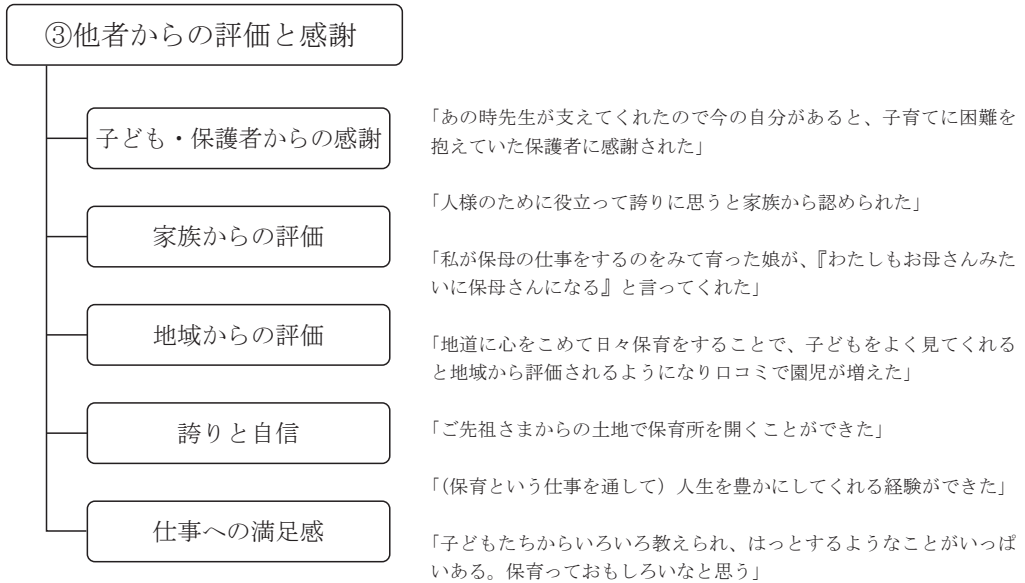 ③他者からの評価と感謝
子ども・保護者からの感謝
家族からの評価
地域からの評価
誇りと自信
仕事への満足感
「あの時先生が支えてくれたので今の自分があると、子育てに困難を
抱えていた保護者に感謝された」
「人様のために役立って誇りに思うと家族から認められた」
「私が保母の仕事をするのをみて育った娘が、『わたしもお母さんみた
いに保母さんになる』と言ってくれた」
「地道に心をこめて日々保育をすることで、子どもをよく見てくれる
と地域から評価されるようになり口コミで園児が増えた」
「ご先祖さまからの土地で保育所を開くことができた」
「(保育という仕事を通して）人生を豊かにしてくれる経験ができた」
「子どもたちからいろいろ教えられ、はっとするようなことがいっぱ
いある。保育っておもしろいなと思う」